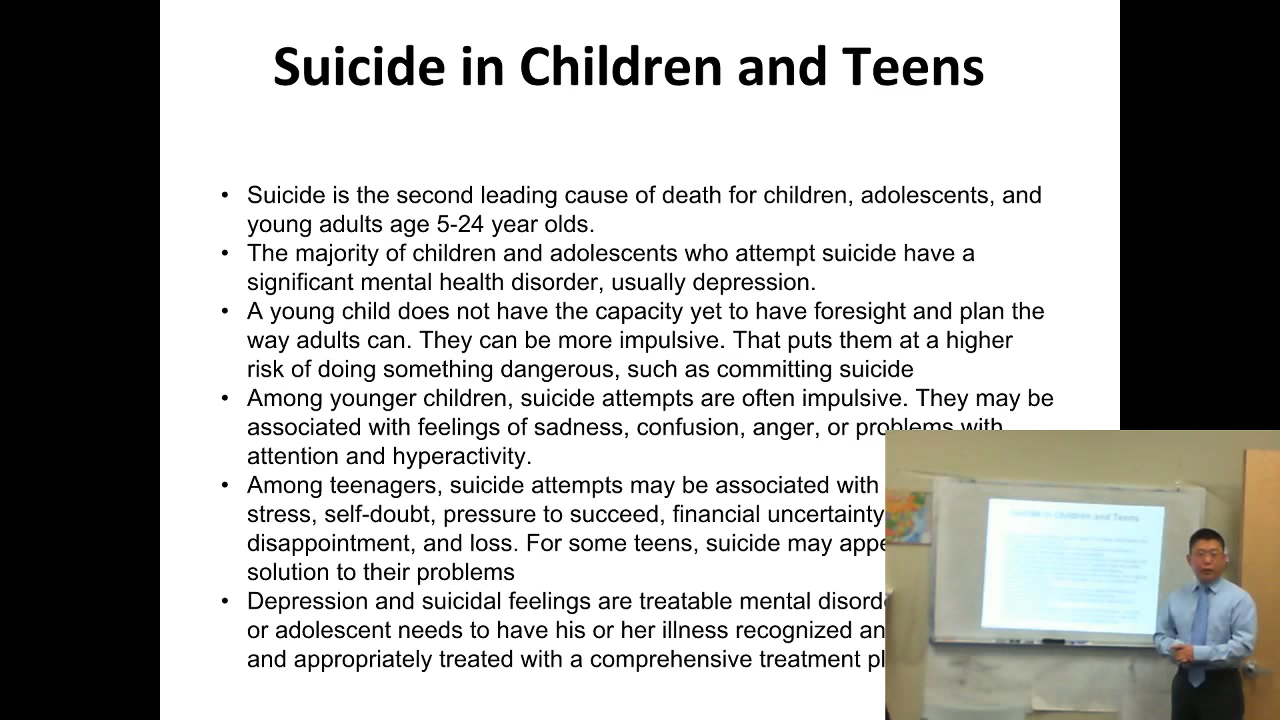 Suicide in Children and Teens
• Suicide is the second leading cause of death for children, adolescents, and
young adults age 5-24 year olds.
• The majority of children and adolescents who attempt suicide have a
significant mental health disorder, usually depression.
• A young child does not have the capacity yet to have foresight and plan the
way adults can. They can be more impulsive. That puts them at a higher
risk of doing something dangerous, such as committing suicide
• Among younger children, suicide attempts are often impulsive. They may be
associated with feelings of sadness, confusion, anger, or problems with
attention and hyperactivity.
• Among teenagers, suicide attempts may be associated with
stress, self-doubt, pressure to succeed, financial uncertainty
disappointment, and loss. For some teens, suicide may
solution to their problems
• Depression and suicidal feelings are treatable mental
or adolescent needs to have his or her illness recognized
and appropriately treated with a comprehensive treatment
Suicide in Children and Teens